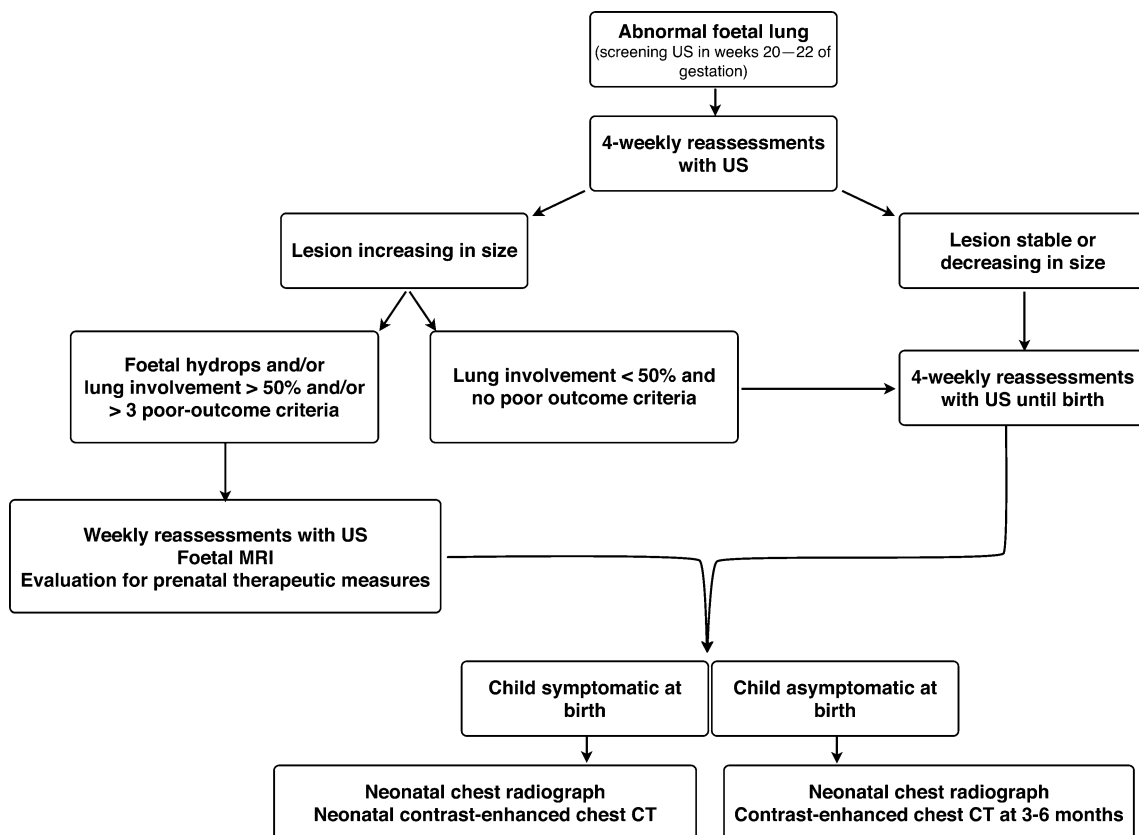 Abnormal foetal lung
(screening US in weeks 20—22 of
gestation)
4-weekly reassessments
with US
Lesion increasing in size
Lesion stable or
decreasing in size
Foetal hydrops and/or
lung involvement > 50% and/or
> 3 poor-outcome criteria
Lung involvement < 50% and
no poor outcome criteria
4-weekly reassessments
with US until birth
Weekly reassessments with US
Foetal MRI
Evaluation for prenatal therapeutic measures
Child symptomatic at
birth
Child asymptomatic at
birth
Neonatal chest radiograph
Neonatal contrast-enhanced chest CT
Neonatal chest radiograph
Contrast-enhanced chest CT at 3-6 months